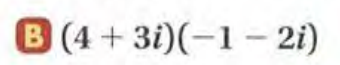 B (4 + 3i)(−1 − 2i)